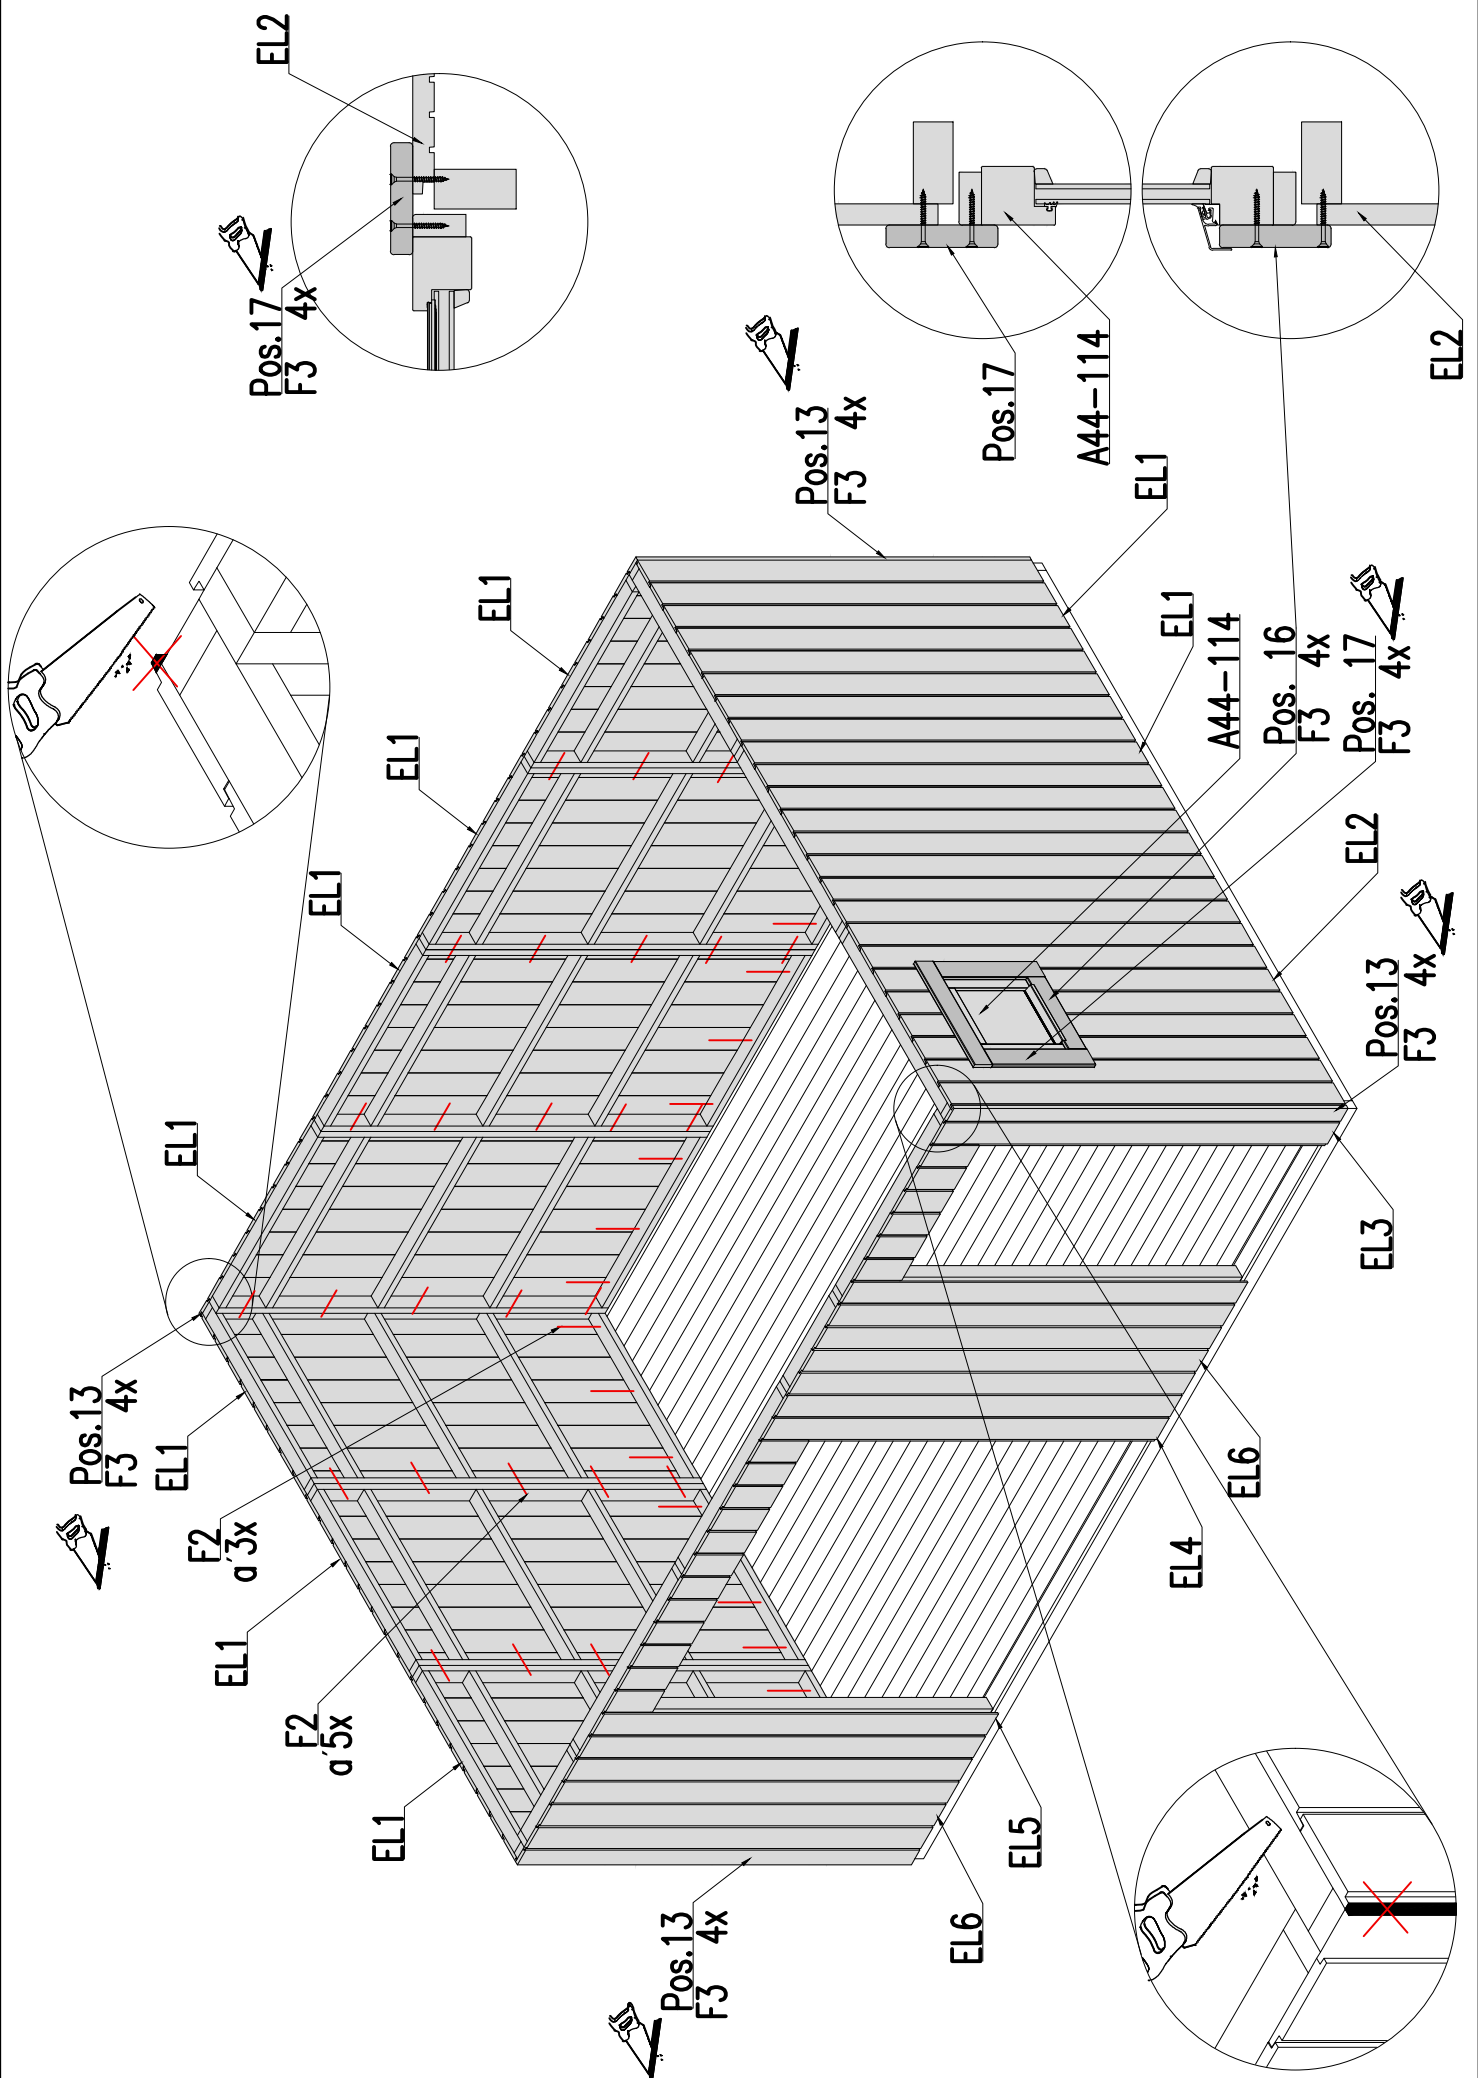 EL2
Pos.17
F3 4x
Pos.13
F3 4x
Pos.17
A44-114
EL1
EL1
EL1
EL1
EL1
EL1
A44-114
Pos. 16
F3 4x
Pos. 17
F3 4x
EL2
EL2
Pos.13
F3 4x
Pos.13
F3 4x
EL1
F2
a'3x
EL1
F2
a'5x
EL1
EL3
EL6
EL4
EL5
EL6
Pos.13
F3 4x